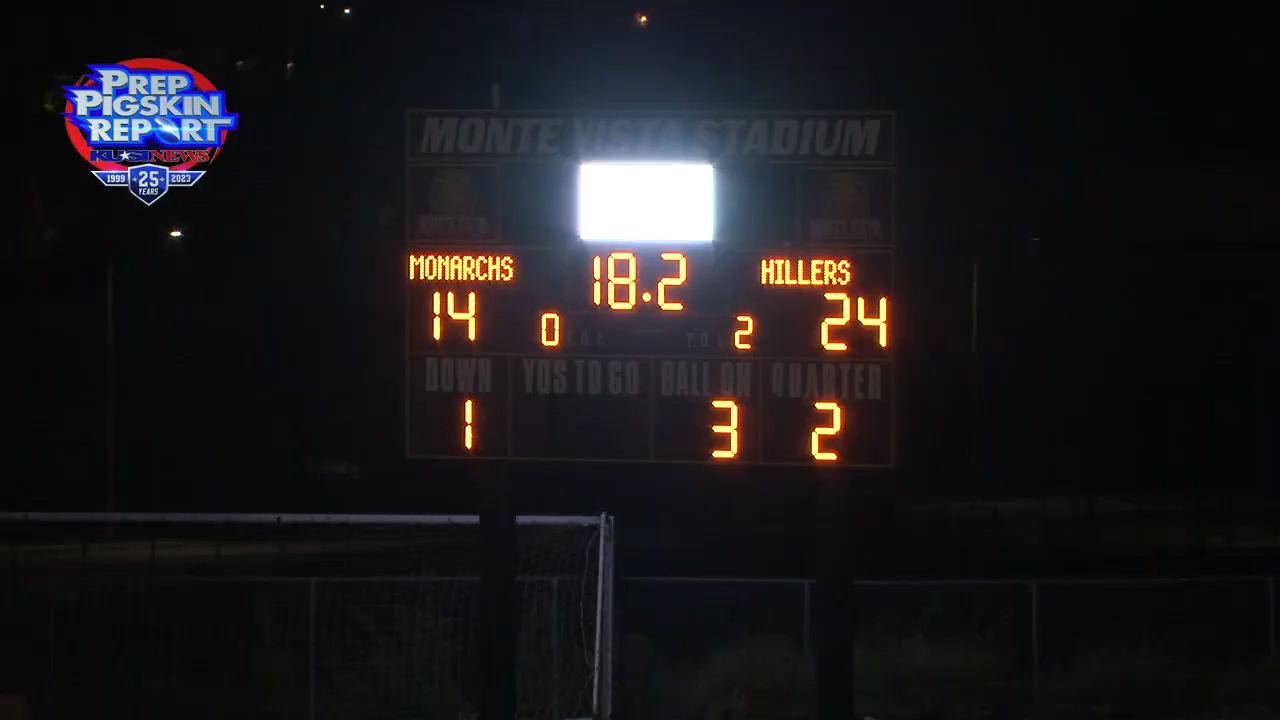 PREP
PIGSKIN
REPORT
KUSI NEWS
1999 25 2023
YEARS
MONTE VISTA STADIUM
MONARCHS 18.2 HILLERS
14 0 2 24
DOWN YDS TO GO BALL ON QUARTER
1 3 2